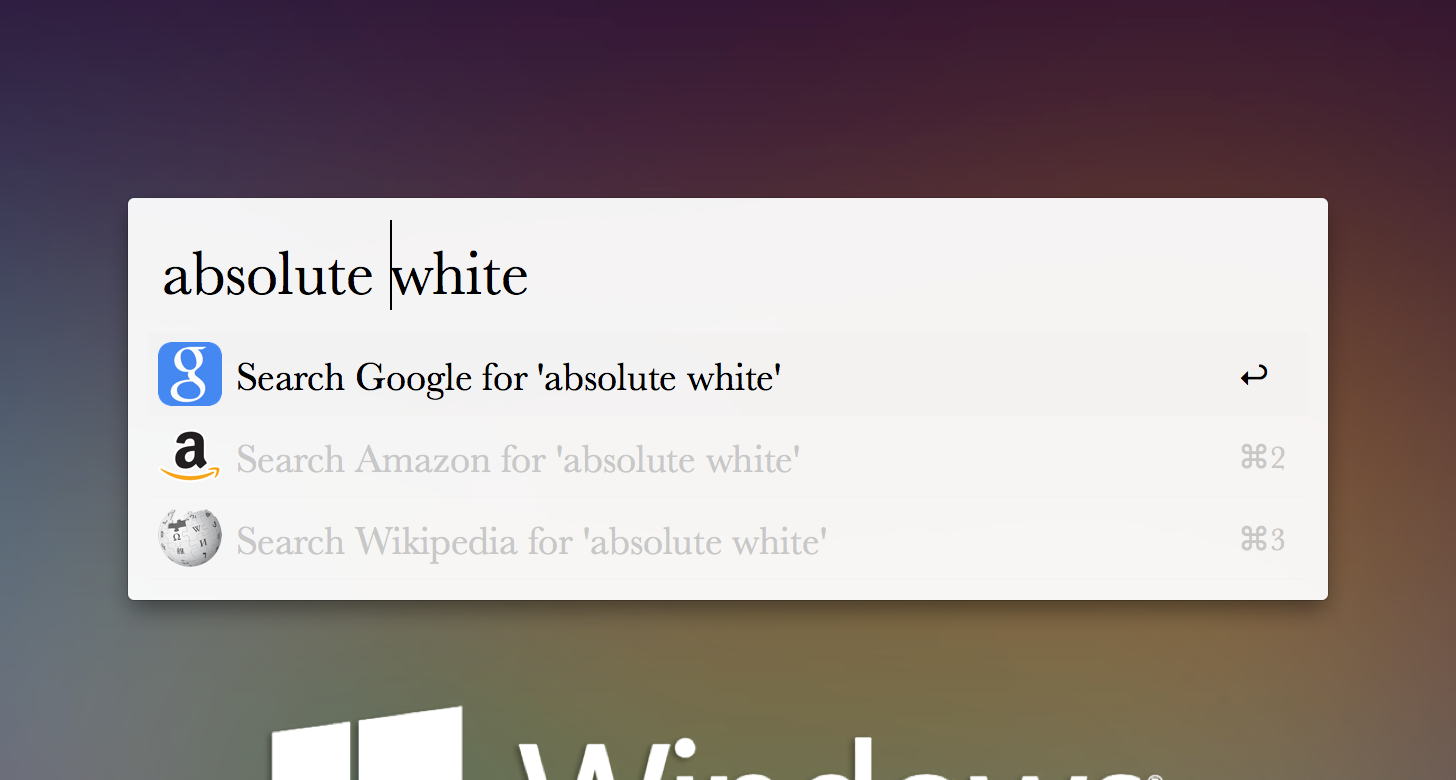 absolute white
Search Google for 'absolute white'
↩
Search Amazon for 'absolute white'
⌘2
Search Wikipedia for 'absolute white'
⌘3
Windows®